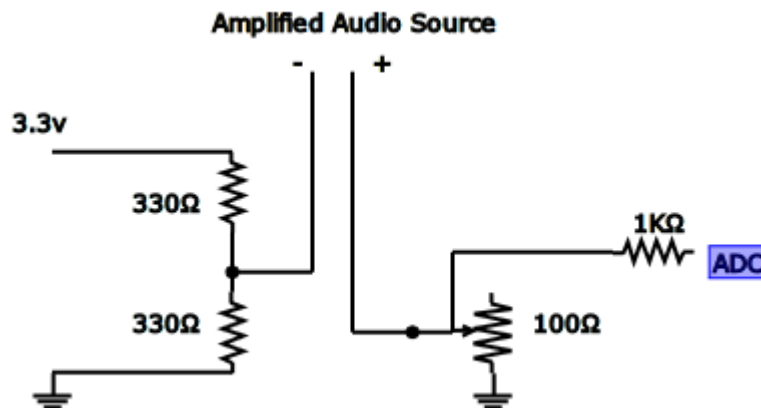 Amplified Audio Source
- +
3.3v
330Ω
1KΩ
ADC
330Ω
100Ω